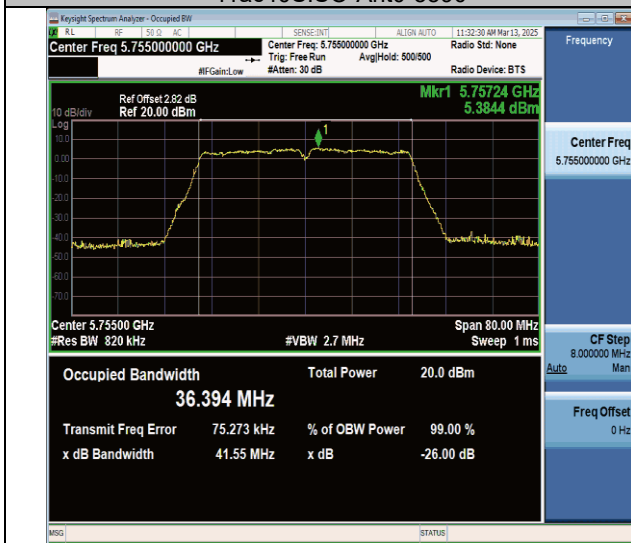 Keysight Spectrum Analyzer - Occupied BW
RL RF 50 Ω AC SENSE:INT ALIGN AUTO 11:32:30 AM Mar 13, 2025
Center Freq 5.755000000 GHz Center Freq: 5.755000000 GHz Radio Std: None
Trig: Free Run Avg|Hold: 500/500
#IFGain:Low #Atten: 30 dB Radio Device: BTS
Frequency
Mkr1 5.75724 GHz
5.3844 dBm
Ref Offset 2.82 dB
10 dB/div Ref 20.00 dBm
Log
1
10.0
0.00
-10.0
-20.0
-30.0
-40.0
-50.0
-60.0
-70.0
Center Freq
5.755000000 GHz
Center 5.75500 GHz Span 80.00 MHz
#Res BW 820 kHz #VBW 2.7 MHz Sweep 1 ms
CF Step
8.000000 MHz
Auto Man
Occupied Bandwidth Total Power 20.0 dBm
36.394 MHz
Freq Offset
0 Hz
Transmit Freq Error 75.273 kHz % of OBW Power 99.00 %
x dB Bandwidth 41.55 MHz x dB -26.00 dB
MSG STATUS